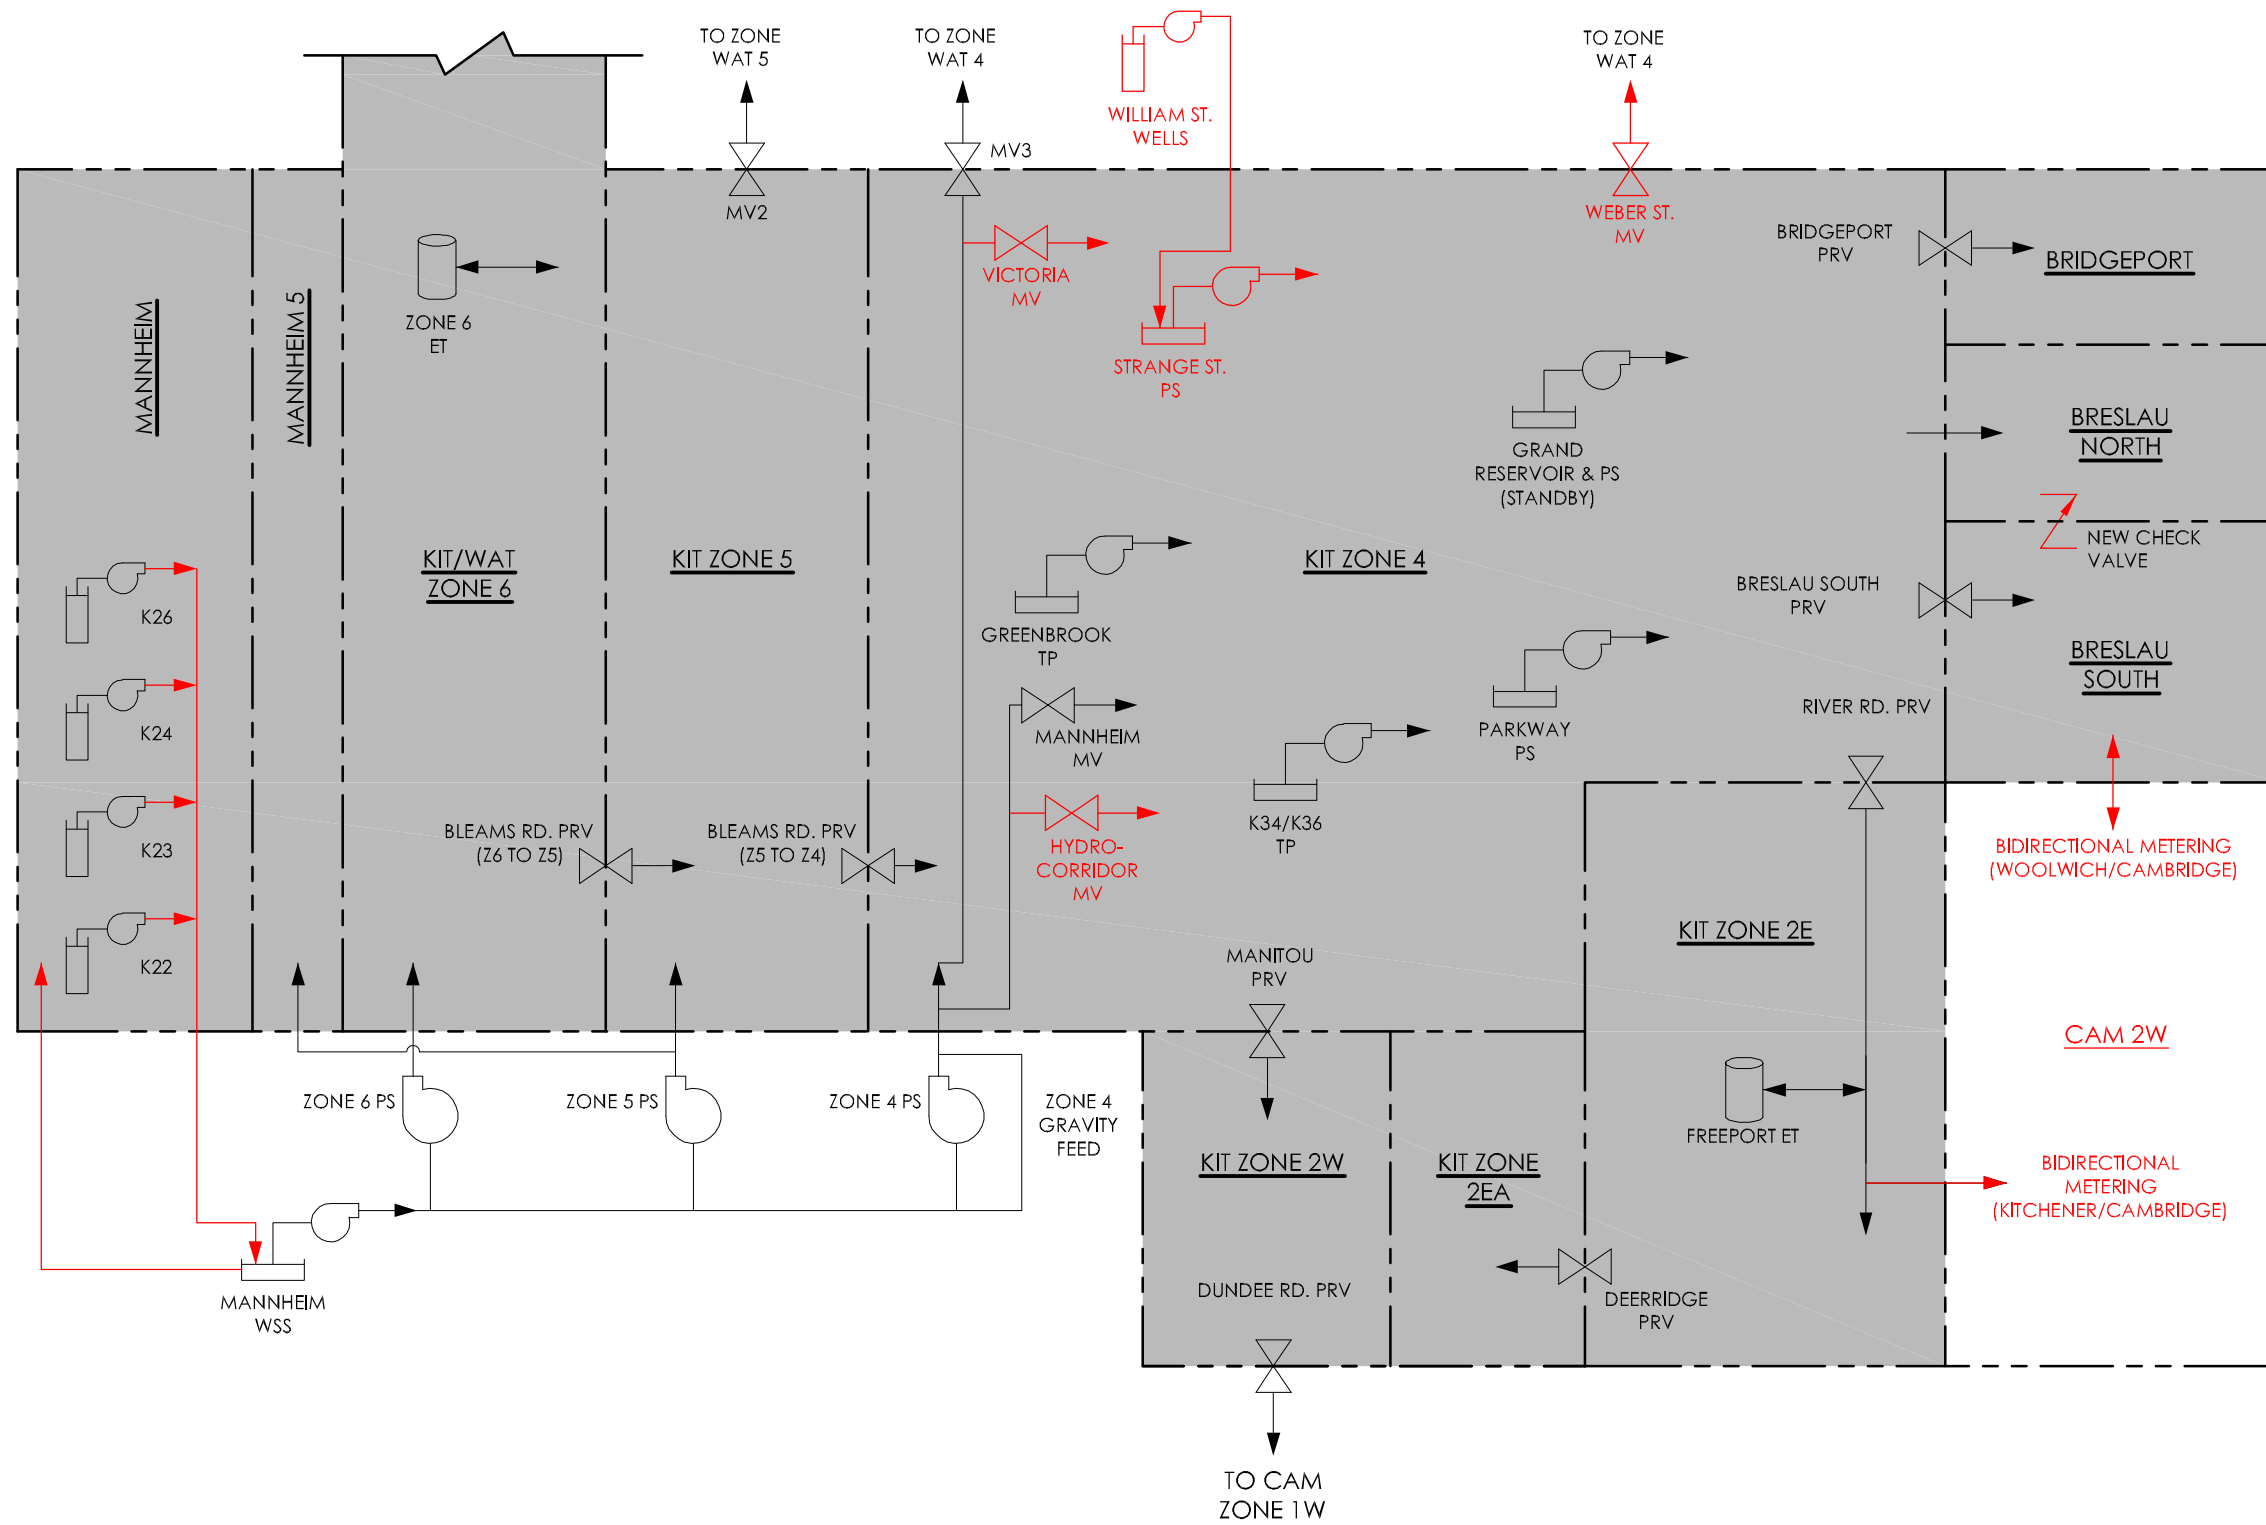 TO ZONE
WAT 5
TO ZONE
WAT 4
WILLIAM ST.
WELLS
TO ZONE
WAT 4
MV3
MV2
VICTORIA
MV
STRANGE ST.
PS
WEBER ST.
MV
BRIDGEPORT
PRV
BRIDGEPORT
MANNHEIM
MANNHEIM 5
ZONE 6
ET
GRAND
RESERVOIR & PS
(STANDBY)
BRESLAU
NORTH
NEW CHECK
VALVE
KIT/WAT
ZONE 6
KIT ZONE 5
KIT ZONE 4
GREENBROOK
TP
BRESLAU SOUTH
PRV
BRESLAU
SOUTH
K26
K24
K23
K22
MANNHEIM
MV
PARKWAY
PS
RIVER RD. PRV
BLEAMS RD. PRV
(Z6 TO Z5)
BLEAMS RD. PRV
(Z5 TO Z4)
HYDRO-
CORRIDOR
MV
K34/K36
TP
BIDIRECTIONAL METERING
(WOOLWICH/CAMBRIDGE)
KIT ZONE 2E
MANITOU
PRV
CAM 2W
ZONE 6 PS
ZONE 5 PS
ZONE 4 PS
ZONE 4
GRAVITY
FEED
FREEPORT ET
KIT ZONE 2W
KIT ZONE
2EA
BIDIRECTIONAL
METERING
(KITCHENER/CAMBRIDGE)
MANNHEIM
WSS
DUNDEE RD. PRV
DEERRIDGE
PRV
TO CAM
ZONE 1W